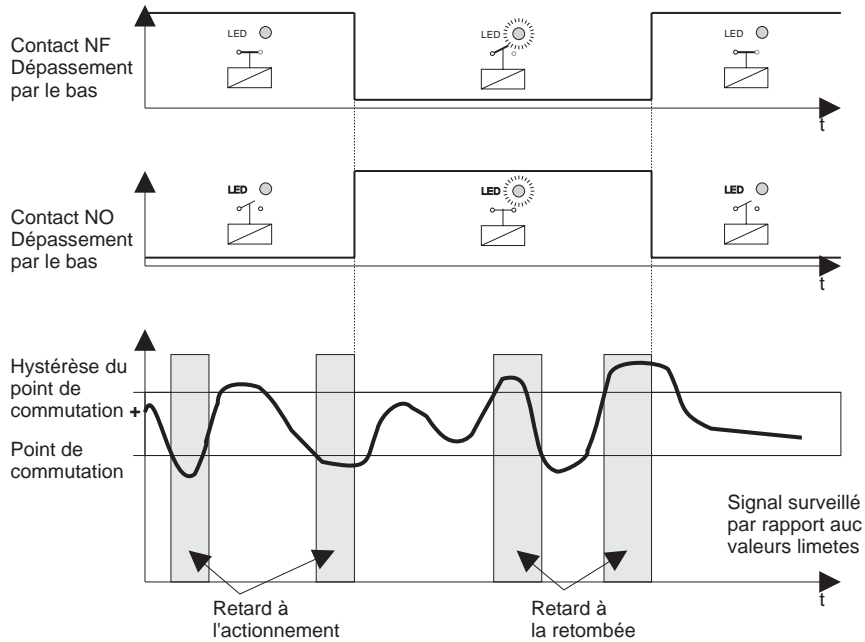 Contact NF
Dépassement
par le bas
LED
LED
LED
t
Contact NO
Dépassement
par le bas
LED
LED
LED
t
Hystérèse du
point de
commutation +
Point de
commutation
Signal surveillé
par rapport auc
valeurs limetes
t
Retard à
l'actionnement
Retard à
la retombée